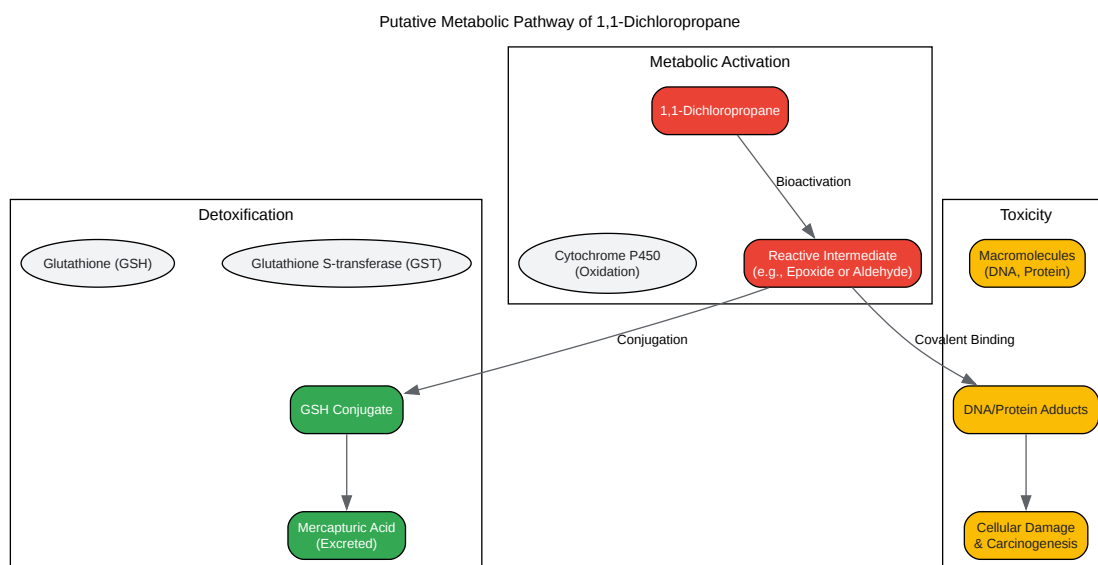 Putative Metabolic Pathway of 1,1-Dichloropropane
Metabolic Activation
1,1-Dichloropropane
Bioactivation
Detoxification
Toxicity
Glutathione (GSH)
Glutathione S-transferase (GST)
Cytochrome P450
(Oxidation)
Reactive Intermediate
(e.g., Epoxide or Aldehyde)
Macromolecules
(DNA, Protein)
Conjugation
Covalent Binding
GSH Conjugate
DNA/Protein Adducts
Mercapturic Acid
(Excreted)
Cellular Damage
& Carcinogenesis